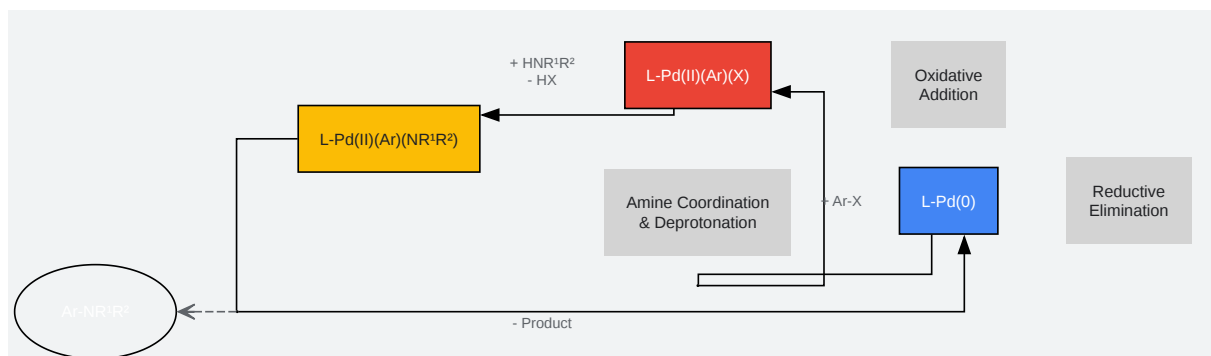 + HNR¹R²
- HX
L-Pd(II)(Ar)(X)
Oxidative
Addition
L-Pd(II)(Ar)(NR¹R²)
Amine Coordination
& Deprotonation
+ Ar-X
L-Pd(0)
Reductive
Elimination
Ar-NR¹R²
- Product